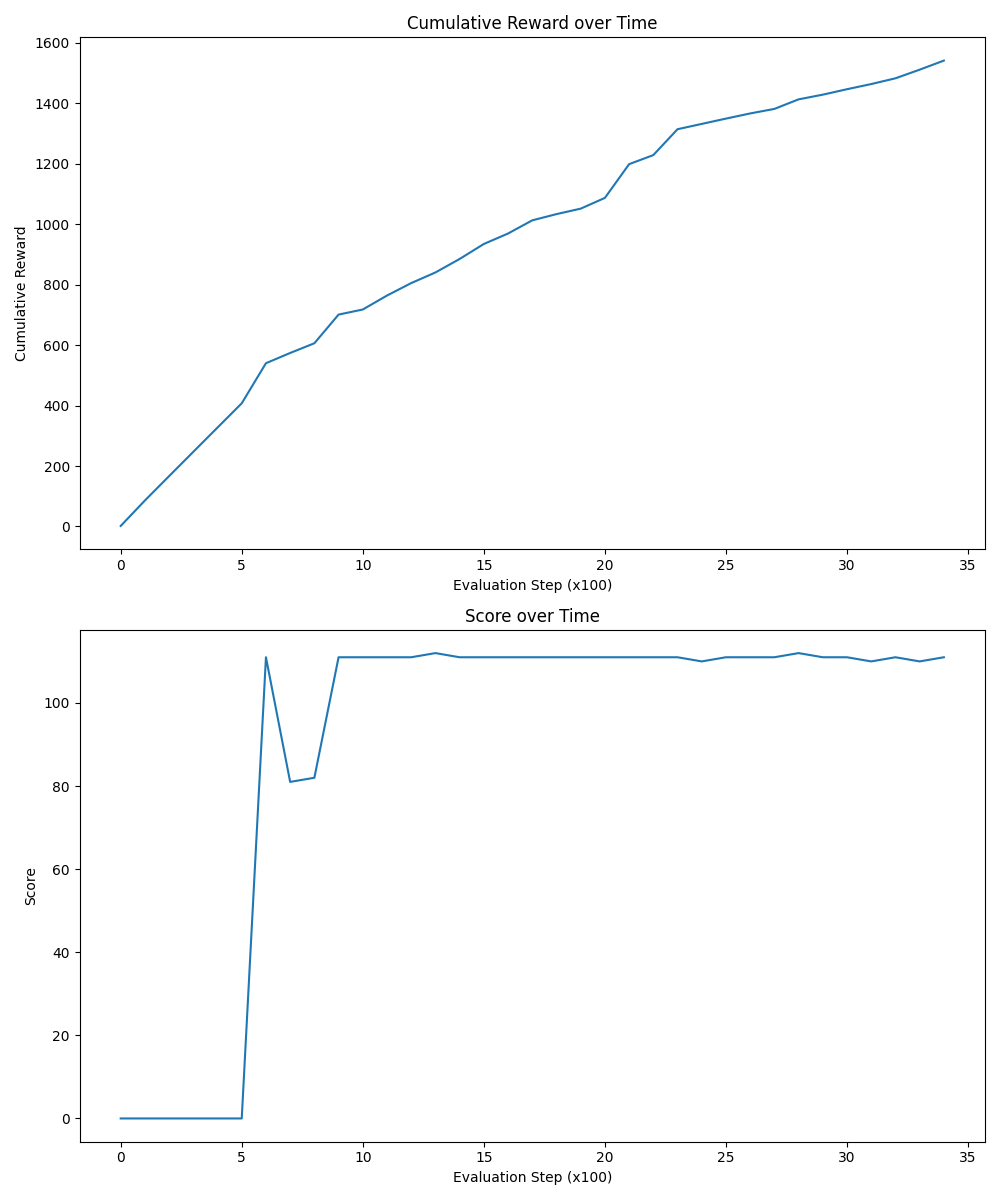 Cumulative Reward over Time
1600
1400
1200
1000
800
600
400
200
0
Cumulative Reward
0 5 10 15 20 25 30 35
Evaluation Step (x100)
Score over Time
100
80
60
40
20
0
Score
0 5 10 15 20 25 30 35
Evaluation Step (x100)